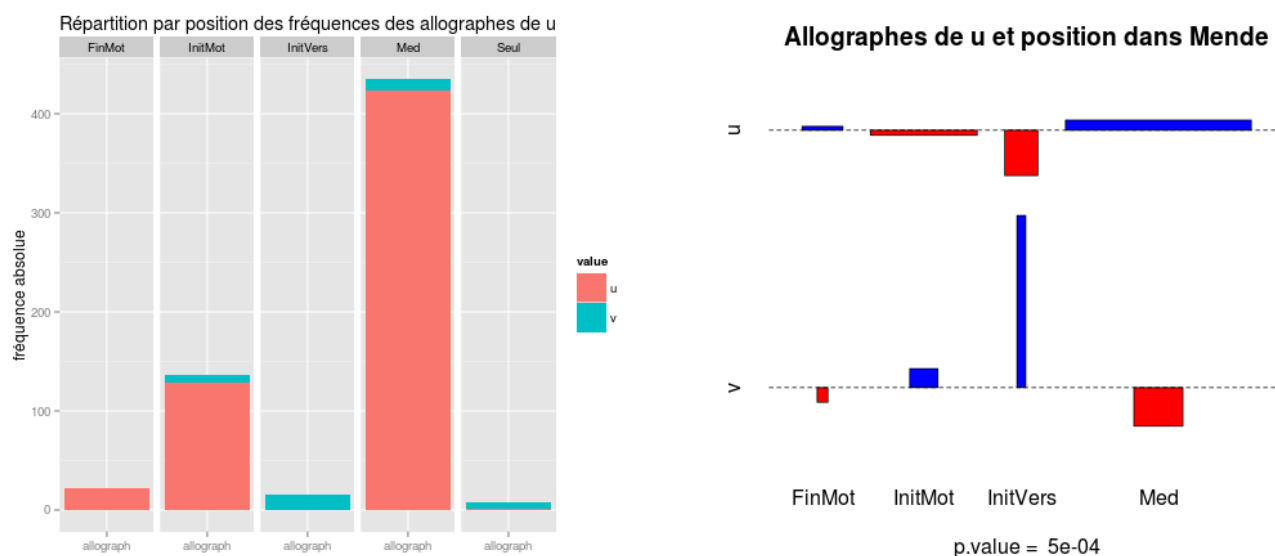 Répartition par position des fréquences des allographes de u
FinMot InitMot InitVers Med Seul
400
300
200
100
0
fréquence absolue
allograph allograph allograph allograph allograph
value
u
v
Allographes de u et position dans Mende
u
v
FinMot InitMot InitVers Med
p.value = 5e-04